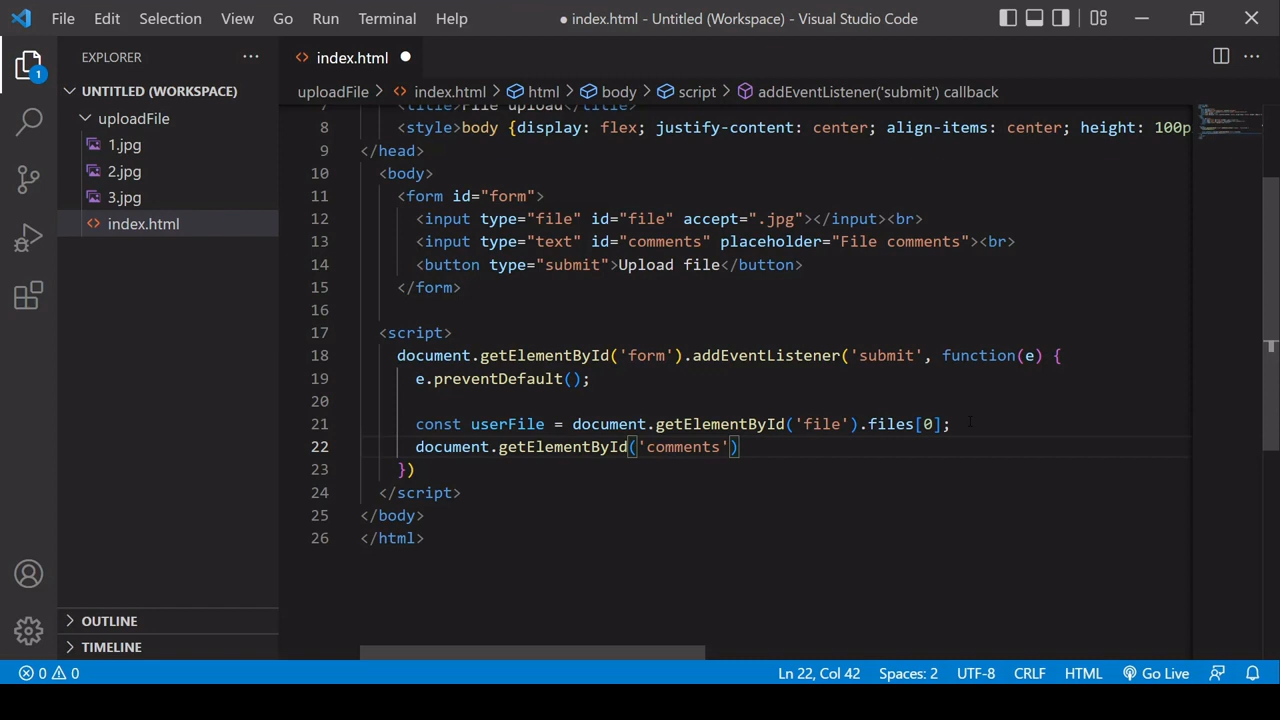 File Edit Selection View Go Run Terminal Help
● index.html - Untitled (Workspace) - Visual Studio Code
EXPLORER
index.html
uploadFile > index.html > html > body > script > addEventListener('submit') callback
1
UNTITLED (WORKSPACE)
uploadFile
1.jpg
2.jpg
3.jpg
index.html
7 <title>File upload</title>
8 <style>body {display: flex; justify-content: center; align-items: center; height: 100p
9 </head>
10 <body>
11 <form id="form">
12 <input type="file" id="file" accept=".jpg"></input><br>
13 <input type="text" id="comments" placeholder="File comments"><br>
14 <button type="submit">Upload file</button>
15 </form>
16
17 <script>
18 document.getElementById('form').addEventListener('submit', function(e) {
19 e.preventDefault();
20
21 const userFile = document.getElementById('file').files[0];
22 document.getElementById('comments')
23 })
24 </script>
25 </body>
26 </html>
OUTLINE
TIMELINE
0 0
Ln 22, Col 42 Spaces: 2 UTF-8 CRLF HTML Go Live